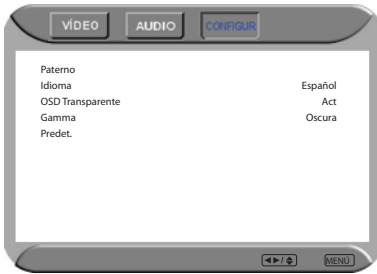 VÍDEO AUDIO CONFIGUR
Paterno
Idioma Español
OSD Transparente Act
Gamma Oscura
Predet.
◄►/ MENÚ